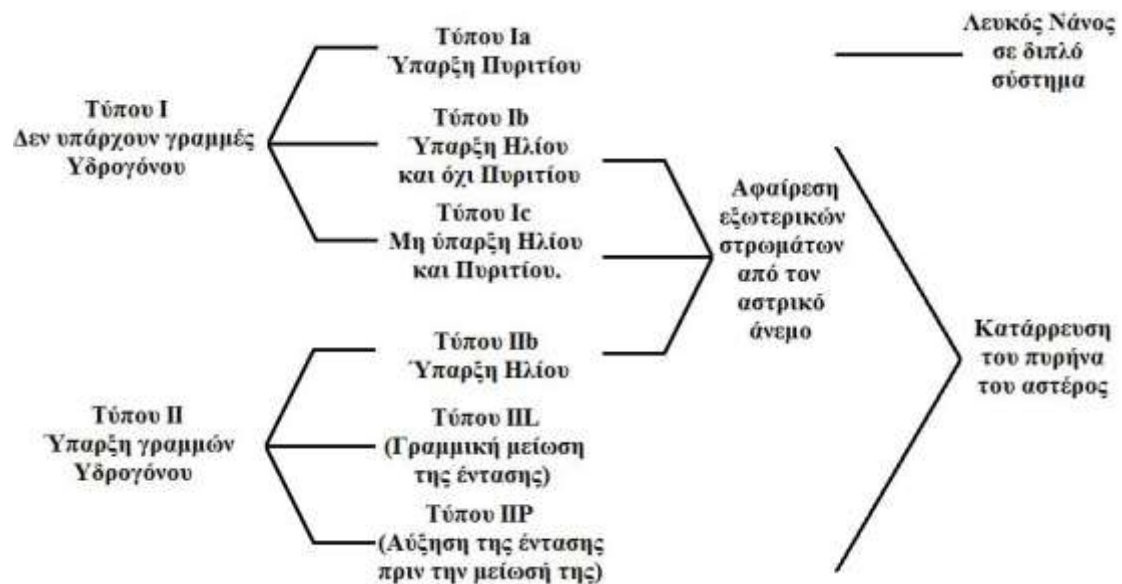 Τύπου Ι
Δεν υπάρχουν γραμμές
Υδρογόνου
Τύπου Ια
Ύπαρξη Πυριτίου
Τύπου Ib
Ύπαρξη Ηλίου
και όχι Πυριτίου
Τύπου Ic
Μη ύπαρξη Ηλίου
και Πυριτίου.
Τύπου ΙΙ
Ύπαρξη γραμμών
Υδρογόνου
Τύπου IIb
Ύπαρξη Ηλίου
Τύπου IIL
(Γραμμική μείωση
της έντασης)
Τύπου IIP
(Αύξηση της έντασης
πριν την μείωσή της)
Αφαίρεση
εξωτερικών
στρωμάτων
από τον
αστρικό
άνεμο
Λευκός Νάνος
σε διπλό
σύστημα
Κατάρρευση
του πυρήνα
του αστέρος